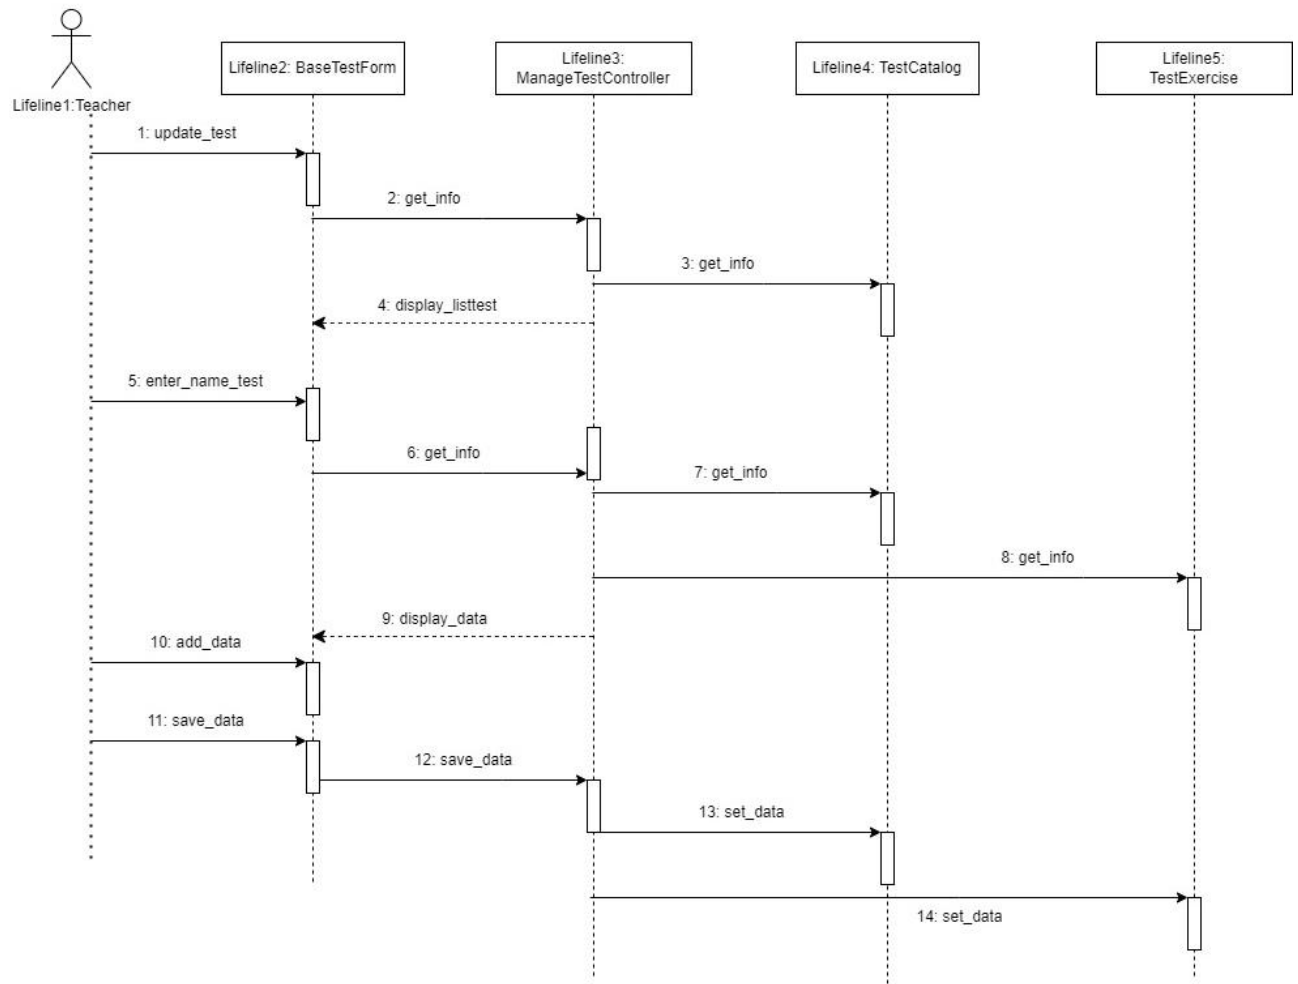 Lifeline1:Teacher
Lifeline2: BaseTestForm
Lifeline3:
ManageTestController
Lifeline4: TestCatalog
Lifeline5:
TestExercise
1: update_test
2: get_info
3: get_info
4: display_listtest
5: enter_name_test
6: get_info
7: get_info
8: get_info
9: display_data
10: add_data
11: save_data
12: save_data
13: set_data
14: set_data